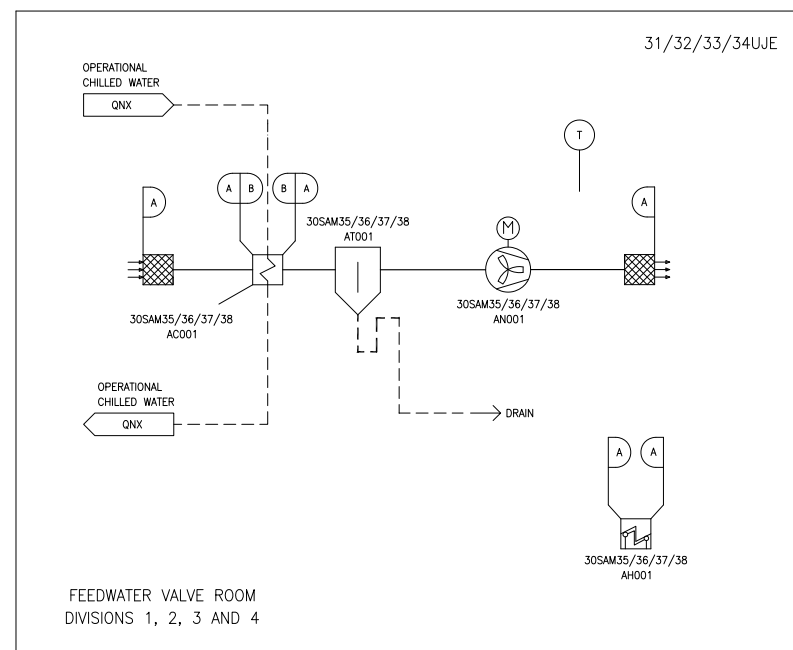 31/32/33/34UJE
OPERATIONAL
CHILLED WATER
QNX
T
A
A B
B A
A
30SAM35/36/37/38
AT001
M
30SAM35/36/37/38
AN001
30SAM35/36/37/38
AC001
OPERATIONAL
CHILLED WATER
QNX
DRAIN
A
A
30SAM35/36/37/38
AH001
FEEDWATER VALVE ROOM
DIVISIONS 1, 2, 3 AND 4